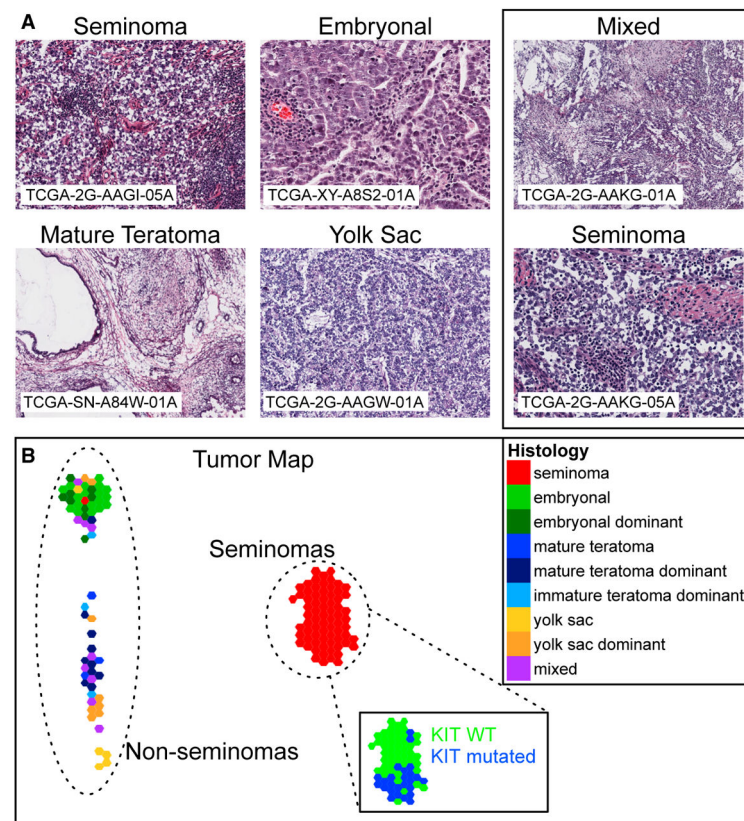 A
Seminoma
Embryonal
Mixed
TCGA-2G-AAGI-05A
TCGA-XY-A8S2-01A
TCGA-2G-AAKG-01A
Mature Teratoma
Yolk Sac
Seminoma
TCGA-SN-A84W-01A
TCGA-2G-AAGW-01A
TCGA-2G-AAKG-05A
B
Tumor Map
Seminomas
Non-seminomas
KIT WT
KIT mutated
Histology
seminoma
embryonal
embryonal dominant
mature teratoma
mature teratoma dominant
immature teratoma dominant
yolk sac
yolk sac dominant
mixed